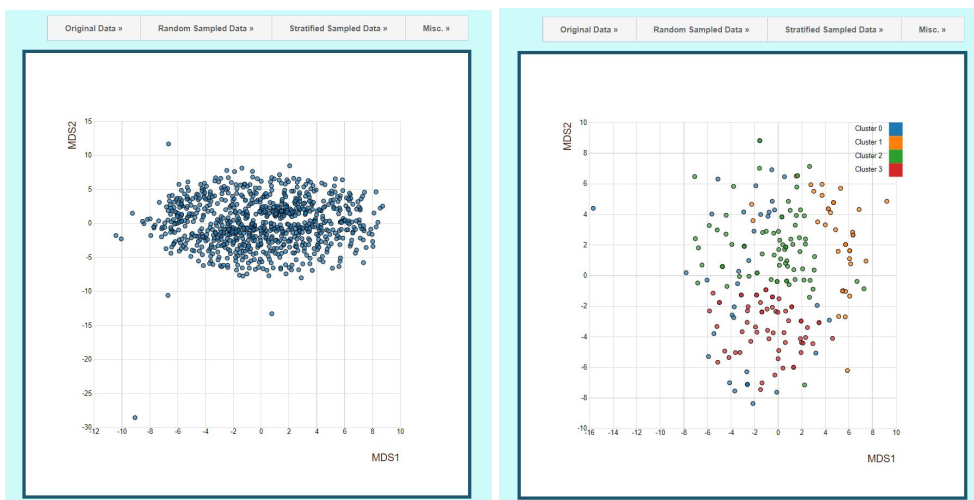 Original Data » Random Sampled Data » Stratified Sampled Data » Misc. »
MDS2
15
10
5
0
-5
-10
-15
-20
-25
-30
-12 -10 -8 -6 -4 -2 0 2 4 6 8 10
MDS1
Original Data » Random Sampled Data » Stratified Sampled Data » Misc. »
MDS2
Cluster 0
Cluster 1
Cluster 2
Cluster 3
10
8
6
4
2
0
-2
-4
-6
-8
-10
-16 -14 -12 -10 -8 -6 -4 -2 0 2 4 6 8 10
MDS1